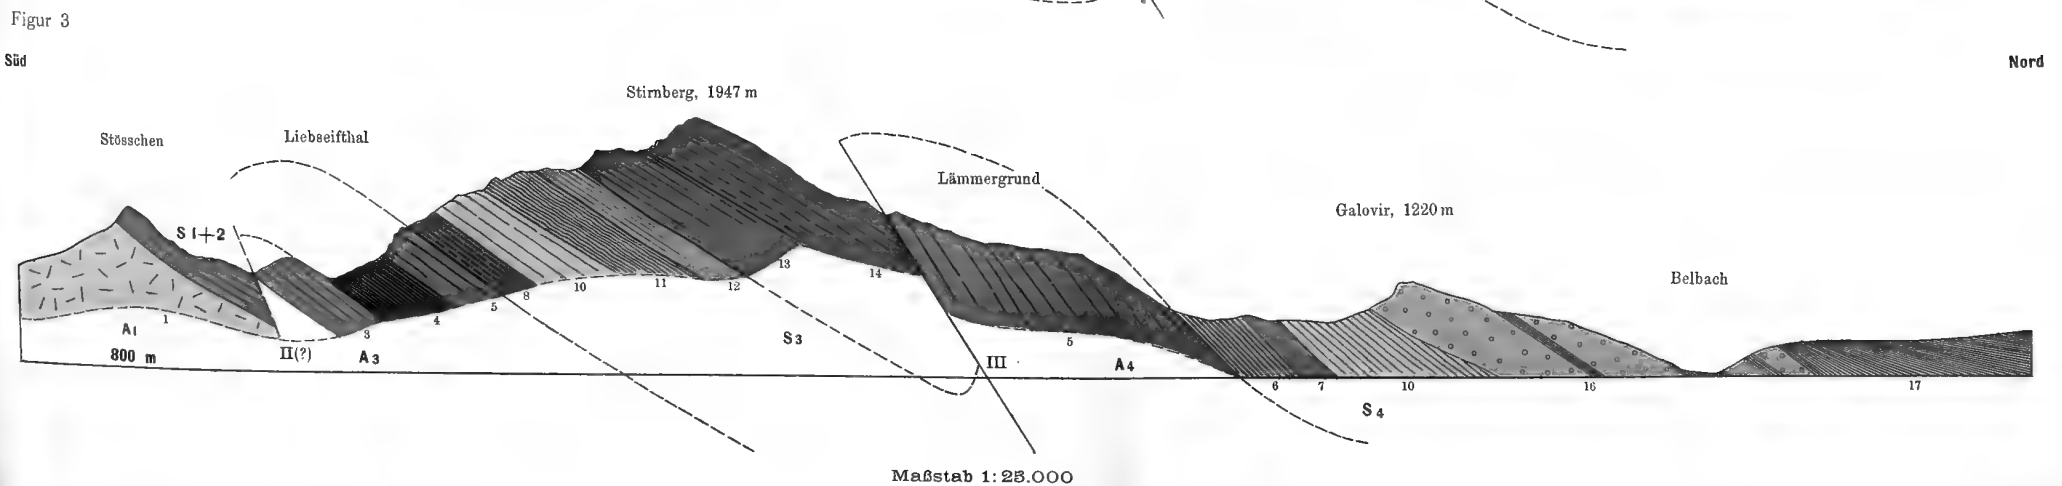 Figur 3
Süd
Nord
Stirnberg, 1947 m
Stösschen
Liebseifthal
Lämmergrund
Galovir, 1220 m
Belbach
S 1+2
A1
1
800 m
II(?)
3
A3
4
5
8
10
11
12
13
14
S3
III
5
A4
6
7
10
S4
16
17
Maßstab 1:25.000